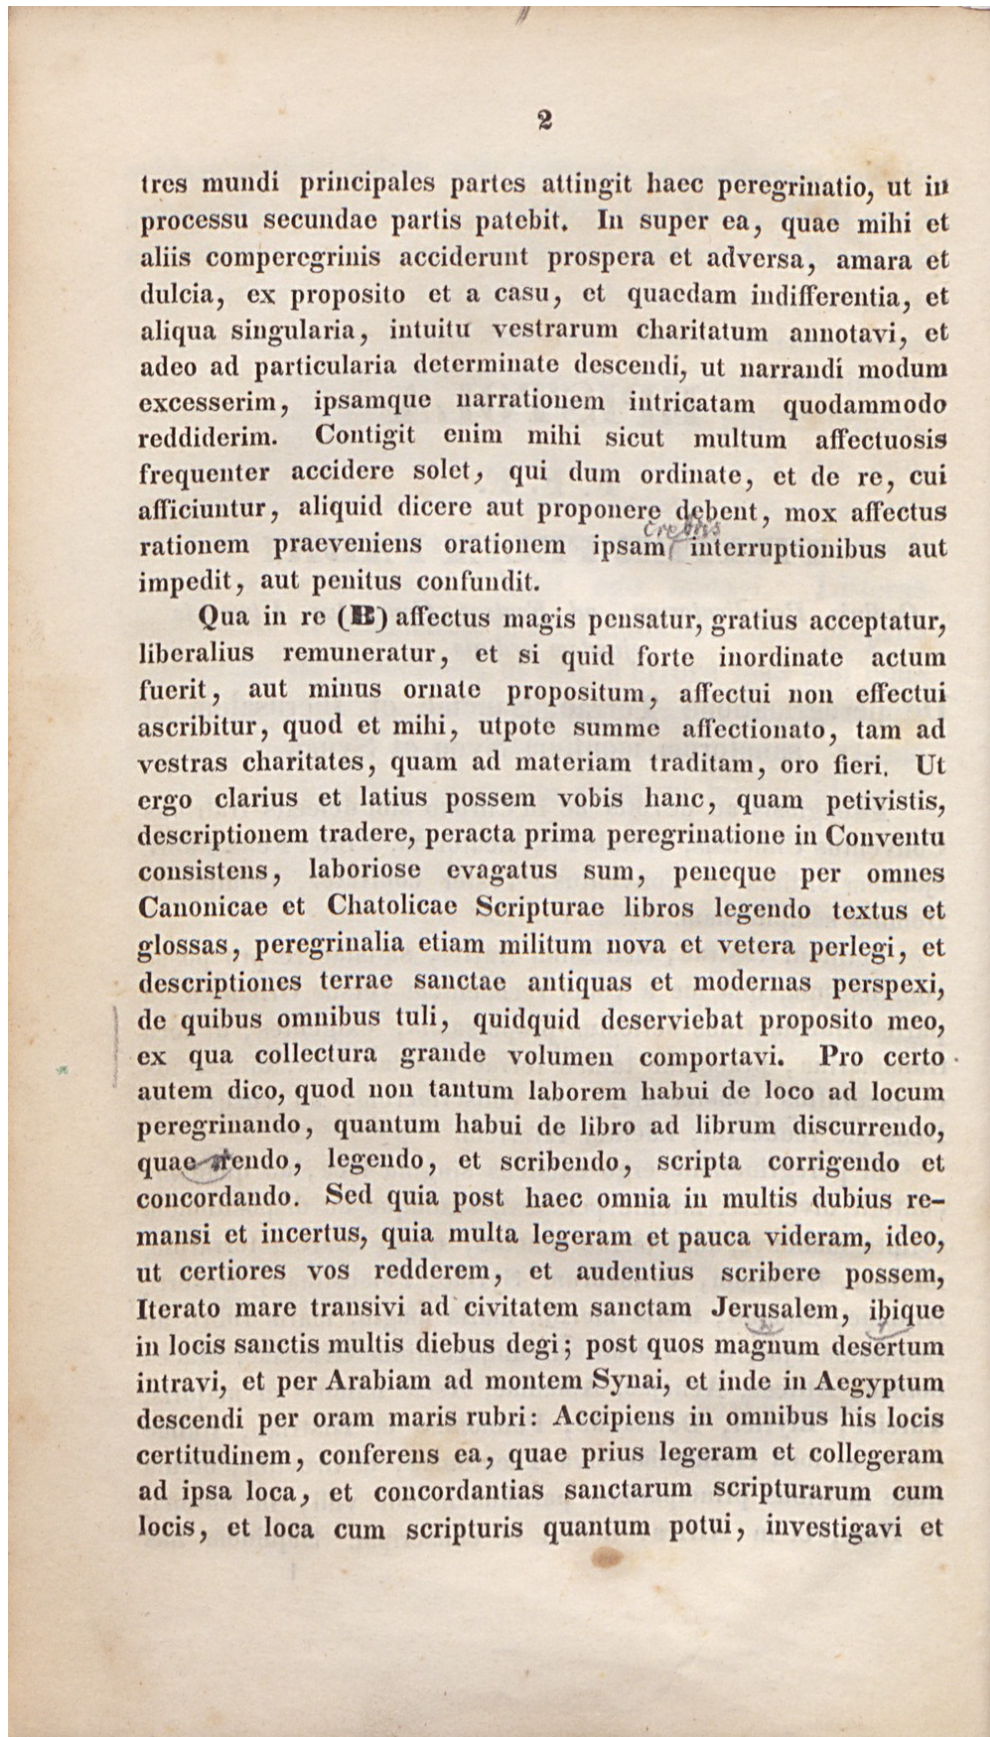 2
tres mundi principales partes attingit haec peregrinatio, ut in
processu secundae partis patebit. In super ea, quae mihi et
aliis comperegrinis acciderunt prospera et adversa, amara et
dulcia, ex proposito et a casu, et quaedam indifferentia, et
aliqua singularia, intuitu vestrarum charitatum annotavi, et
adeo ad particularia determinate descendi, ut narrandi modum
excesserim, ipsamque narrationem intricatam quodammodo
reddiderim. Contigit enim mihi sicut multum affectuosis
frequenter accidere solet, qui dum ordinate, et de re, cui
afficiuntur, aliquid dicere aut proponere debent, mox affectus
crebris
rationem praeveniens orationem ipsam interruptionibus aut
impedit, aut penitus confundit.
Qua in re (B) affectus magis pensatur, gratius acceptatur,
liberalius remuneratur, et si quid forte inordinate actum
fuerit, aut minus ornate propositum, affectui non effectui
ascribitur, quod et mihi, utpote summe affectionato, tam ad
vestras charitates, quam ad materiam traditam, oro fieri. Ut
ergo clarius et latius possem vobis hanc, quam petivistis,
descriptionem tradere, peracta prima peregrinatione in Conventu
consistens, laboriose evagatus sum, peneque per omnes
Canonicae et Chatolicae Scripturae libros legendo textus et
glossas, peregrinalia etiam militum nova et vetera perlegi, et
descriptiones terrae sanctae antiquas et modernas perspexi,
de quibus omnibus tuli, quidquid deserviebat proposito meo,
ex qua collectura grande volumen comportavi. Pro certo
autem dico, quod non tantum laborem habui de loco ad locum
peregrinando, quantum habui de libro ad librum discurrendo,
quae rendo, legendo, et scribendo, scripta corrigendo et
concordando. Sed quia post haec omnia in multis dubius re-
mansi et incertus, quia multa legeram et pauca videram, ideo,
ut certiores vos redderem, et audentius scribere possem,
Iterato mare transivi ad civitatem sanctam Jerusalem, ibique
in locis sanctis multis diebus degi; post quos magnum desertum
intravi, et per Arabiam ad montem Synai, et inde in Aegyptum
descendi per oram maris rubri: Accipiens in omnibus his locis
certitudinem, conferens ea, quae prius legeram et collegeram
ad ipsa loca, et concordantias sanctarum scripturarum cum
locis, et loca cum scripturis quantum potui, investigavi et